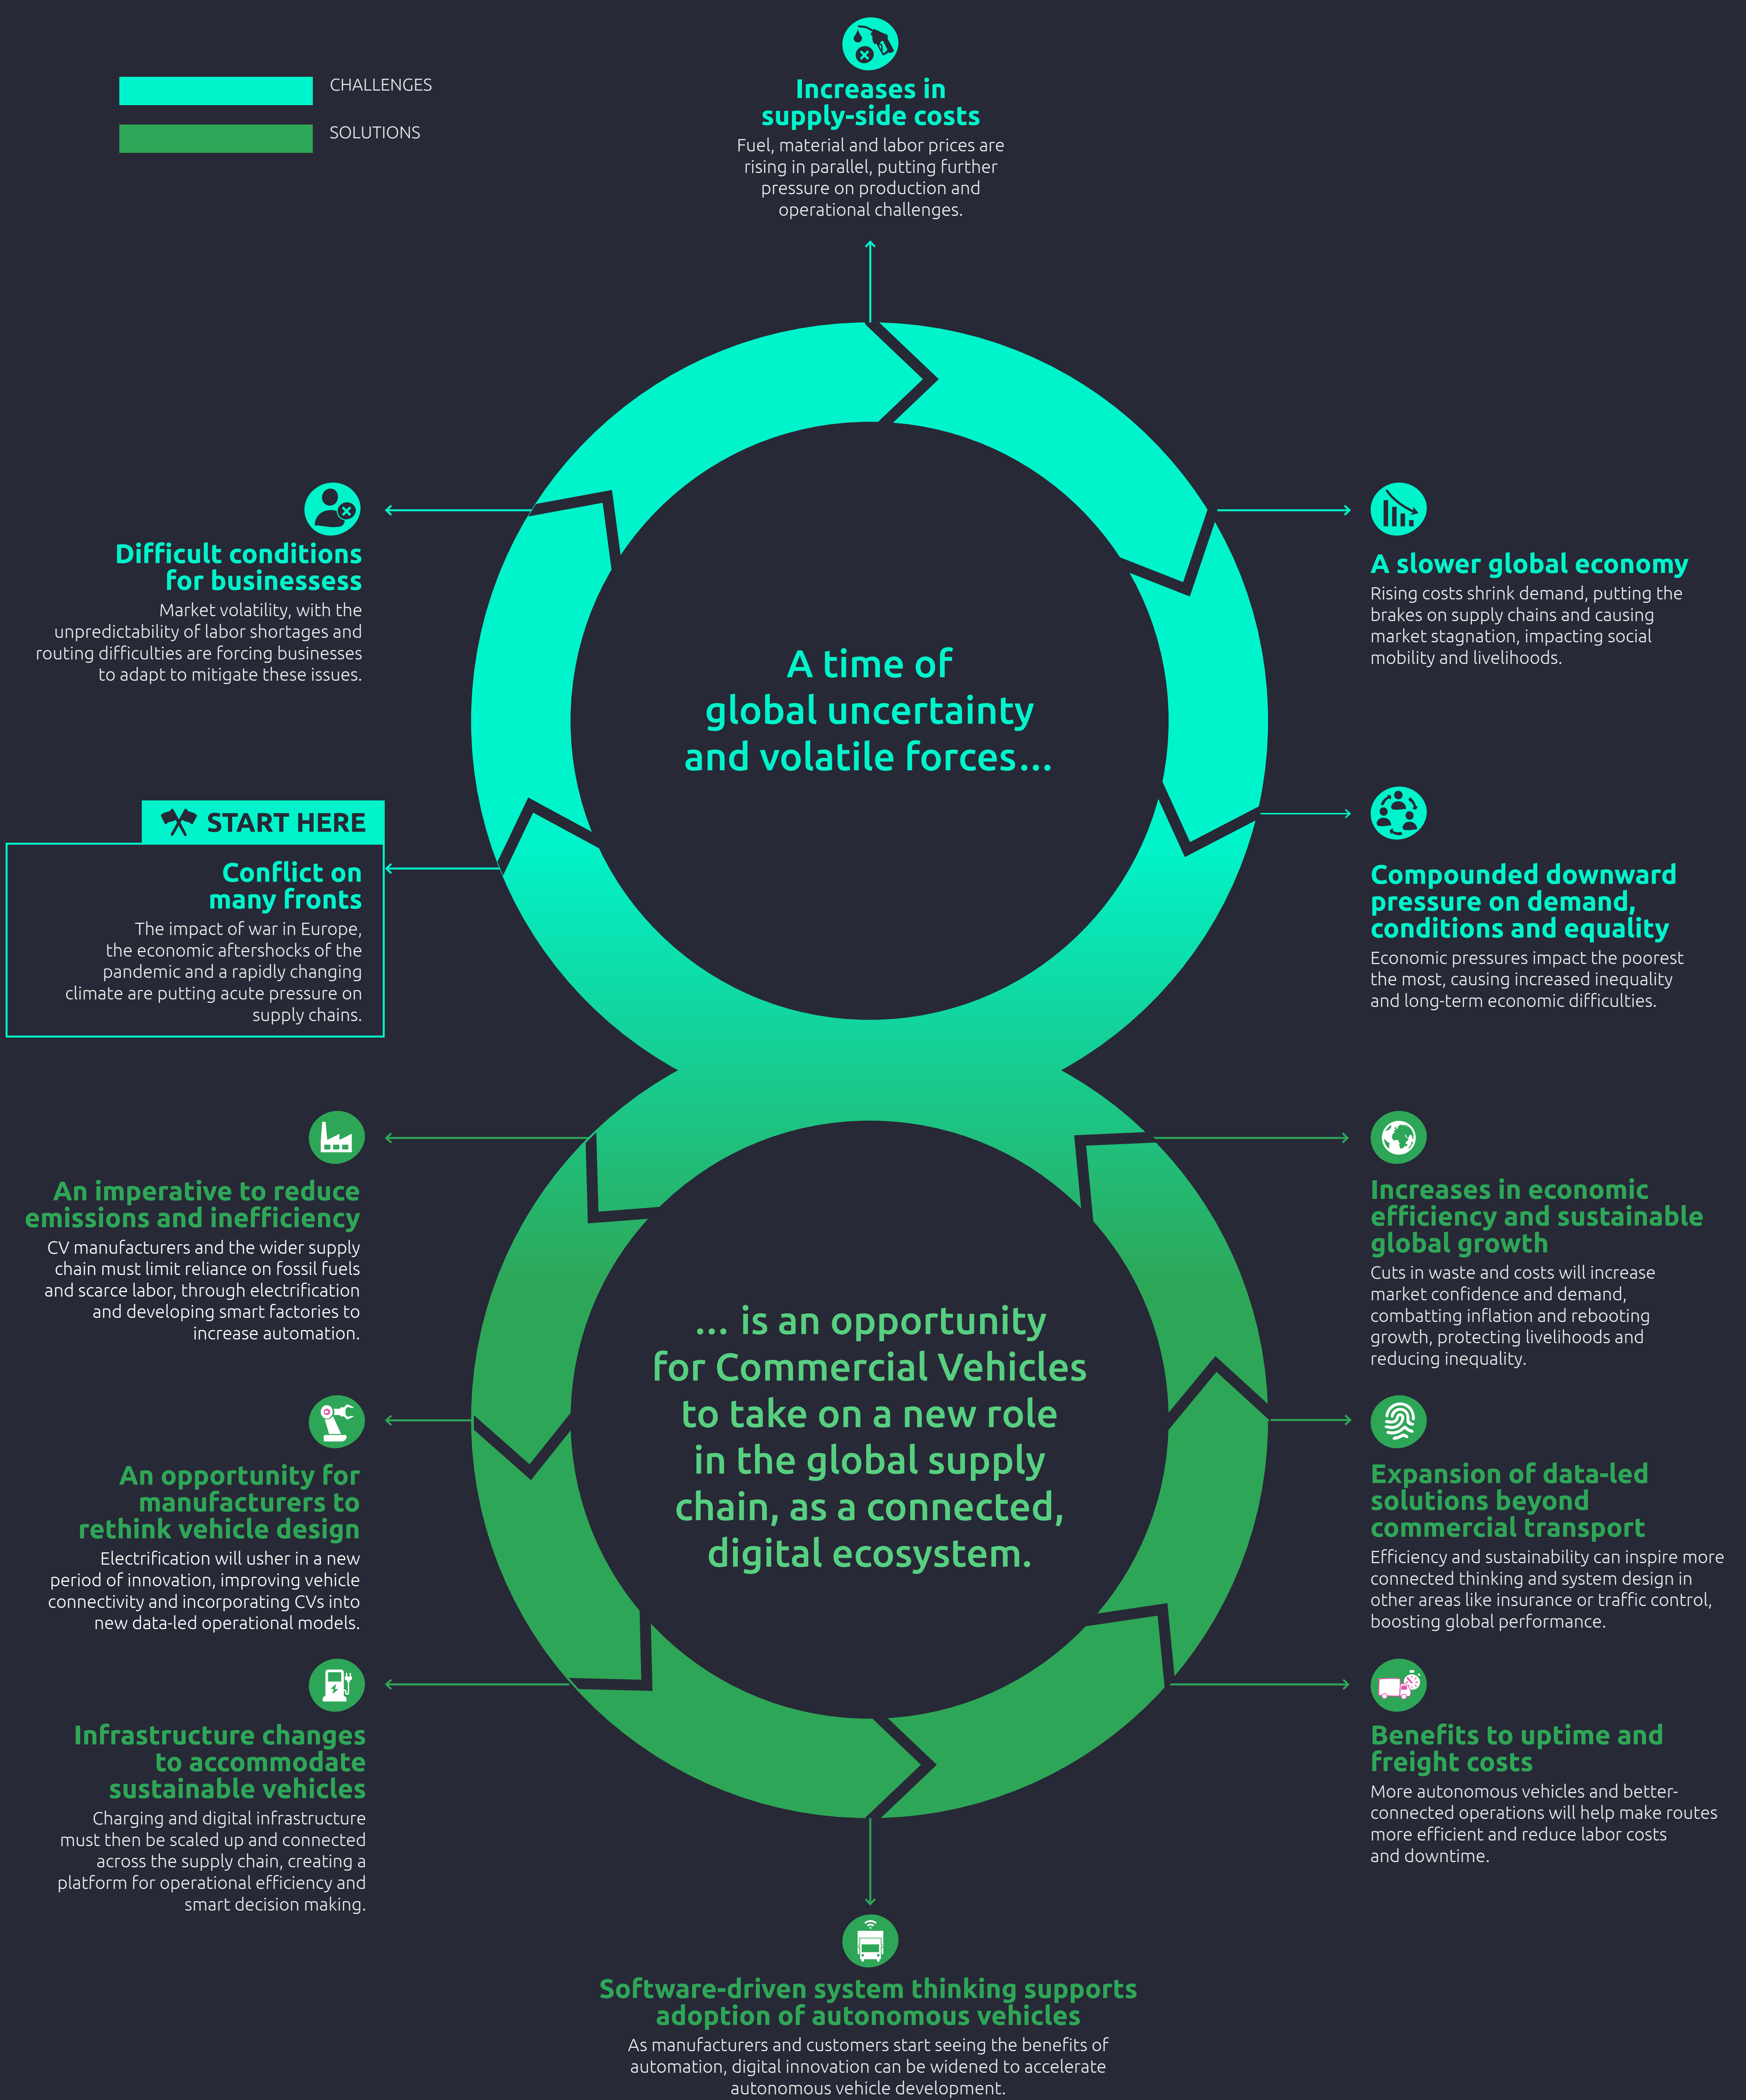 CHALLENGES
SOLUTIONS
Increases in
supply-side costs
Fuel, material and labor prices are
rising in parallel, putting further
pressure on production and
operational challenges.
Difficult conditions
for businessess
Market volatility, with the
unpredictability of labor shortages and
routing difficulties are forcing businesses
to adapt to mitigate these issues.
A slower global economy
Rising costs shrink demand, putting the
brakes on supply chains and causing
market stagnation, impacting social
mobility and livelihoods.
A time of
global uncertainty
and volatile forces...
START HERE
Conflict on
many fronts
The impact of war in Europe,
the economic aftershocks of the
pandemic and a rapidly changing
climate are putting acute pressure on
supply chains.
Compounded downward
pressure on demand,
conditions and equality
Economic pressures impact the poorest
the most, causing increased inequality
and long-term economic difficulties.
An imperative to reduce
emissions and inefficiency
CV manufacturers and the wider supply
chain must limit reliance on fossil fuels
and scarce labor, through electrification
and developing smart factories to
increase automation.
Increases in economic
efficiency and sustainable
global growth
Cuts in waste and costs will increase
market confidence and demand,
combatting inflation and rebooting
growth, protecting livelihoods and
reducing inequality.
... is an opportunity
for Commercial Vehicles
to take on a new role
in the global supply
chain, as a connected,
digital ecosystem.
An opportunity for
manufacturers to
rethink vehicle design
Electrification will usher in a new
period of innovation, improving vehicle
connectivity and incorporating CVs into
new data-led operational models.
Expansion of data-led
solutions beyond
commercial transport
Efficiency and sustainability can inspire more
connected thinking and system design in
other areas like insurance or traffic control,
boosting global performance.
Infrastructure changes
to accommodate
sustainable vehicles
Charging and digital infrastructure
must then be scaled up and connected
across the supply chain, creating a
platform for operational efficiency and
smart decision making.
Benefits to uptime and
freight costs
More autonomous vehicles and better-
connected operations will help make routes
more efficient and reduce labor costs
and downtime.
Software-driven system thinking supports
adoption of autonomous vehicles
As manufacturers and customers start seeing the benefits of
automation, digital innovation can be widened to accelerate
autonomous vehicle development.